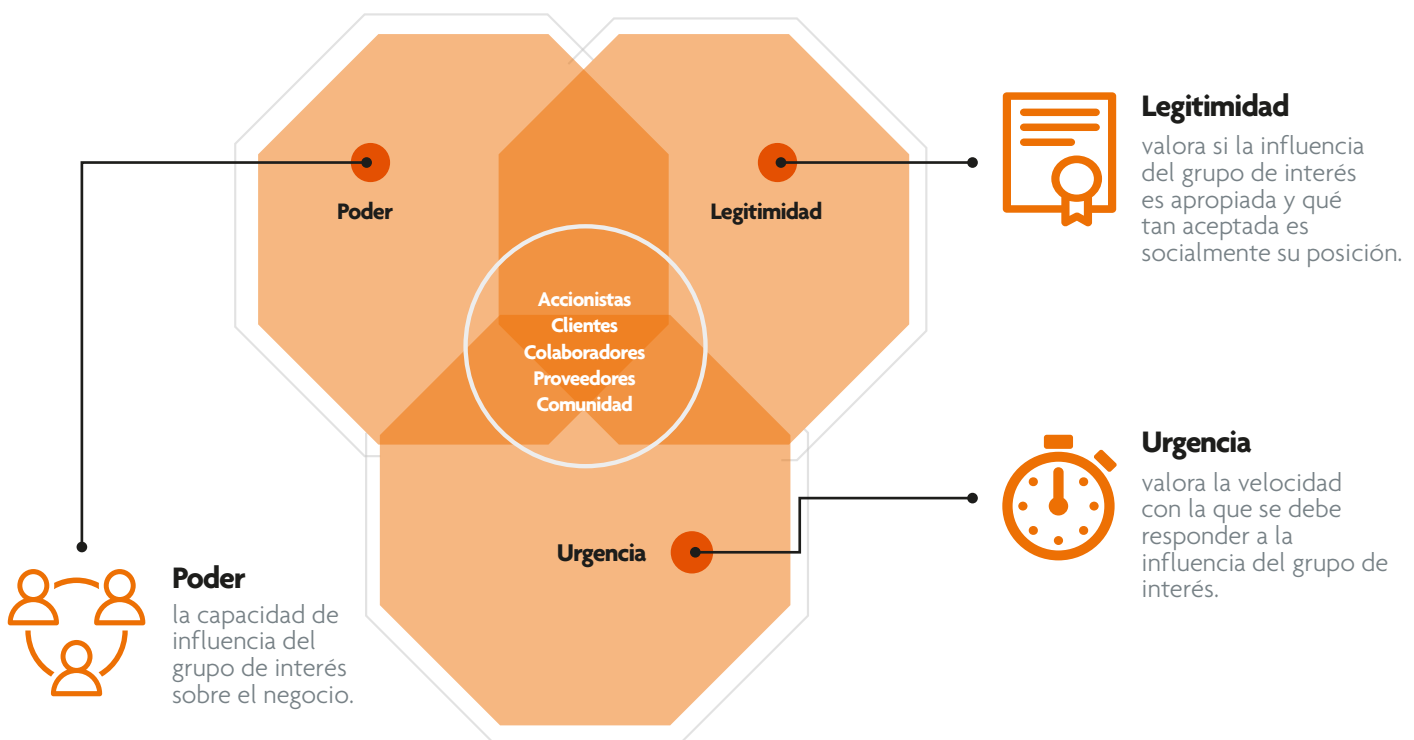 Poder
Legitimidad
Accionistas
Clientes
Colaboradores
Proveedores
Comunidad
Urgencia
Legitimidad
valora si la influencia
del grupo de interés
es apropiada y qué
tan aceptada es
socialmente su posición.
Urgencia
valora la velocidad
con la que se debe
responder a la
influencia del grupo de
interés.
Poder
la capacidad de
influencia del
grupo de interés
sobre el negocio.